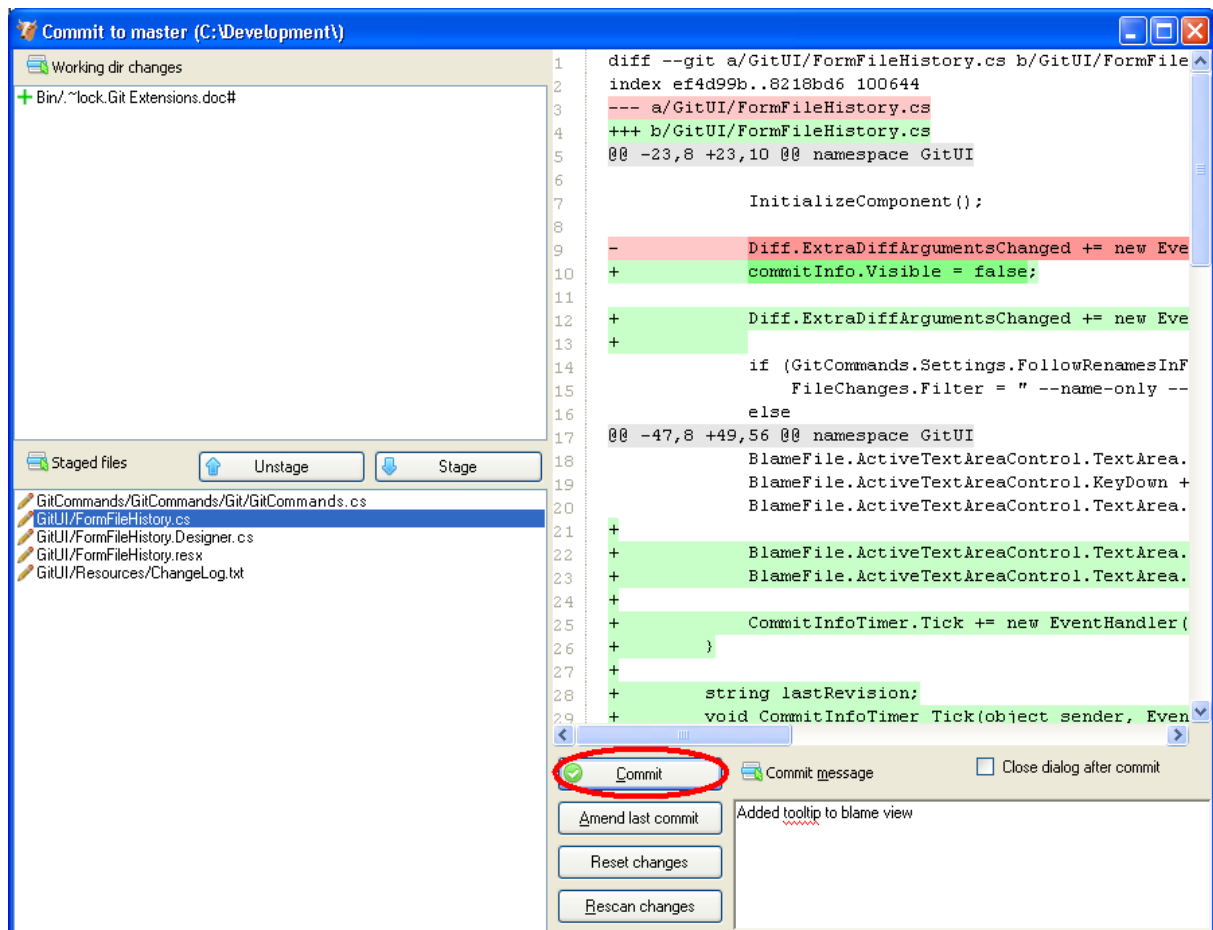 Commit to master (C:\Development\)
Working dir changes
Bin/.~lock.Git Extensions.doc#
Staged files
Unstage
Stage
GitCommands/GitCommands/Git/GitCommands.cs
GitUI/FormFileHistory.cs
GitUI/FormFileHistory.Designer.cs
GitUI/FormFileHistory.resx
GitUI/Resources/ChangeLog.txt
1 diff --git a/GitUI/FormFileHistory.cs b/GitUI/FormFile
2 index ef4d99b..8218bd6 100644
3 --- a/GitUI/FormFileHistory.cs
4 +++ b/GitUI/FormFileHistory.cs
5 @@ -23,8 +23,10 @@ namespace GitUI
6
7 InitializeComponent();
8
9 - Diff.ExtraDiffArgumentsChanged += new Eve
10 + commitInfo.Visible = false;
11
12 + Diff.ExtraDiffArgumentsChanged += new Eve
13 +
14 if (GitCommands.Settings.FollowRenamesInF
15 FileChanges.Filter = " --name-only --
16 else
17 @@ -47,8 +49,56 @@ namespace GitUI
18 BlameFile.ActiveTextAreaControl.TextArea.
19 BlameFile.ActiveTextAreaControl.KeyDown +
20 BlameFile.ActiveTextAreaControl.TextArea.
21 +
22 + BlameFile.ActiveTextAreaControl.TextArea.
23 + BlameFile.ActiveTextAreaControl.TextArea.
24 +
25 + CommitInfoTimer.Tick += new EventHandler(
26 + }
27 +
28 + string lastRevision;
29 + void CommitInfoTimer_Tick(object sender, Even
Commit
Commit message
Close dialog after commit
Amend last commit
Added tooltip to blame view
Reset changes
Rescan changes